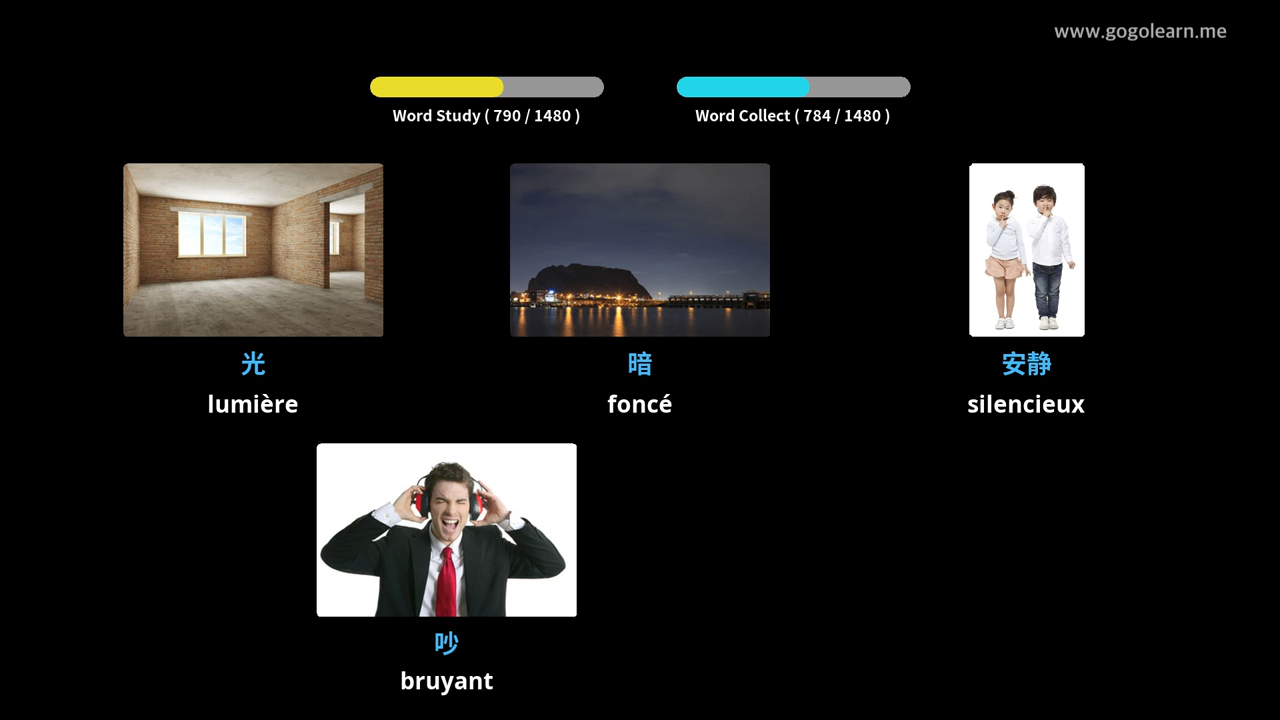 www.gogolearn.me
Word Study ( 790 / 1480 )
Word Collect ( 784 / 1480 )
光
lumière
暗
foncé
安静
silencieux
吵
bruyant